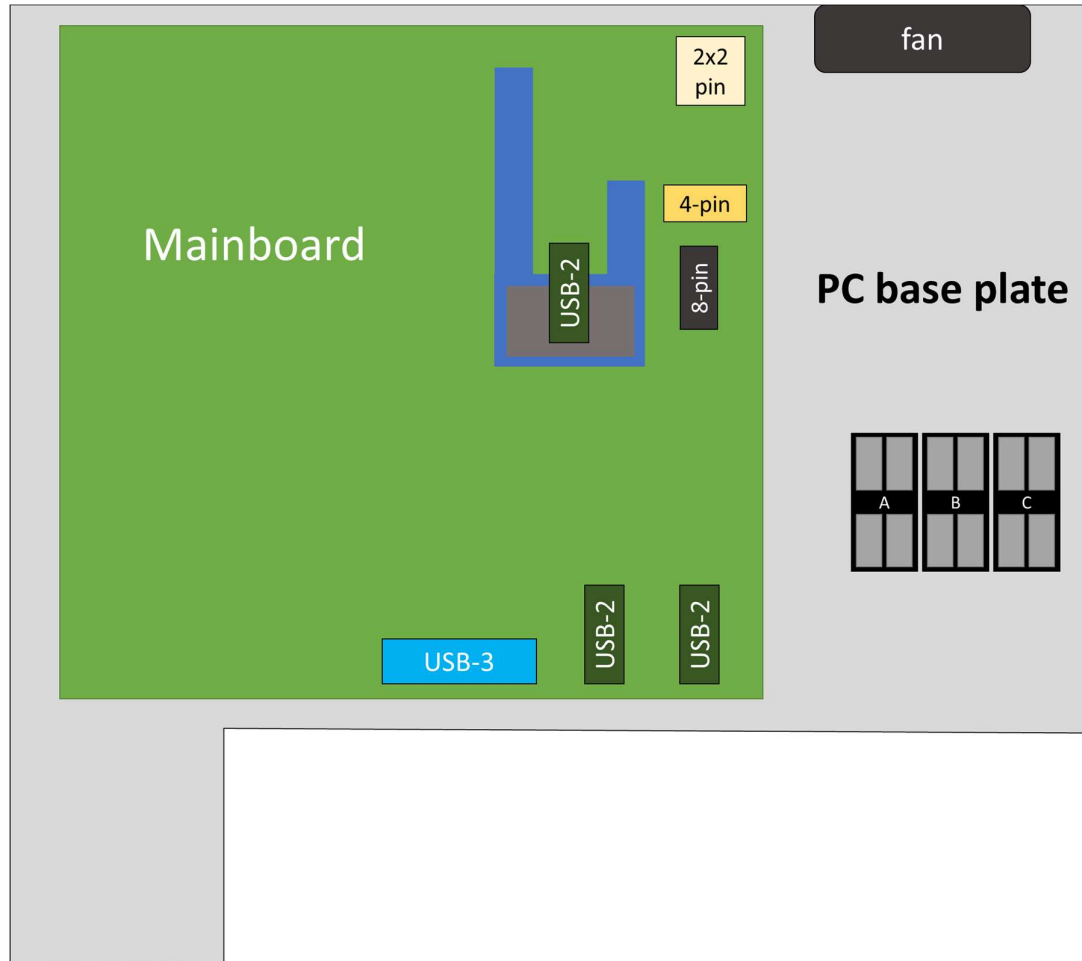 fan
2x2
pin
4-pin
Mainboard
USB-2
8-pin
PC base plate
A
B
C
USB-2
USB-2
USB-3